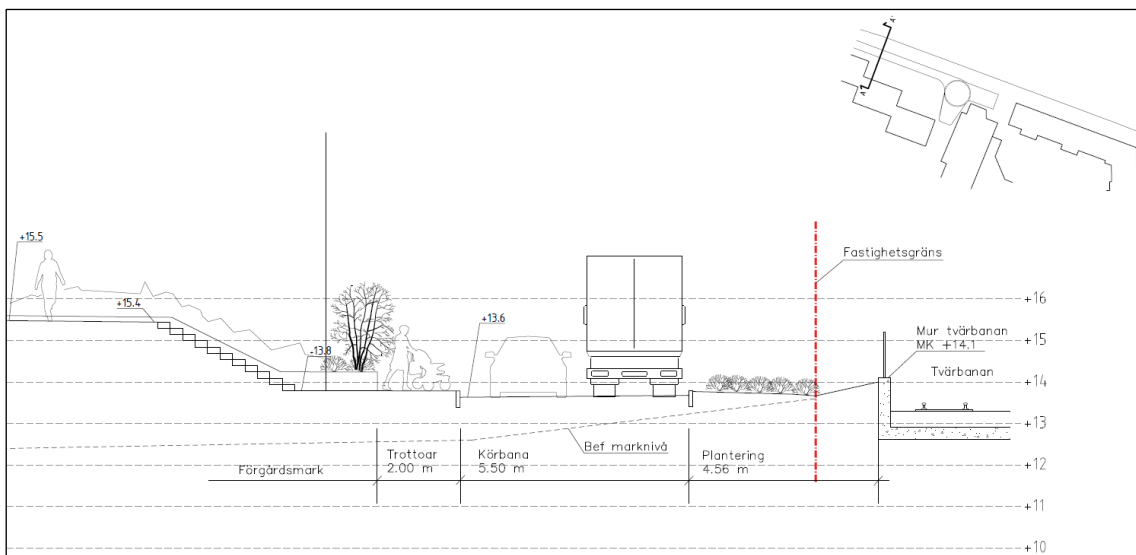 A'
A'
+15.5
+15.4
+13.8
+13.6
Fastighetsgräns
+16
+15
Mur tvärbanan
MK +14.1
Tvärbanan
+14
+13
Bef marknivå
Förgårdsmark
Trottoar
2.00 m
Körbana
5.50 m
Plantering
4.56 m
+12
+11
+10